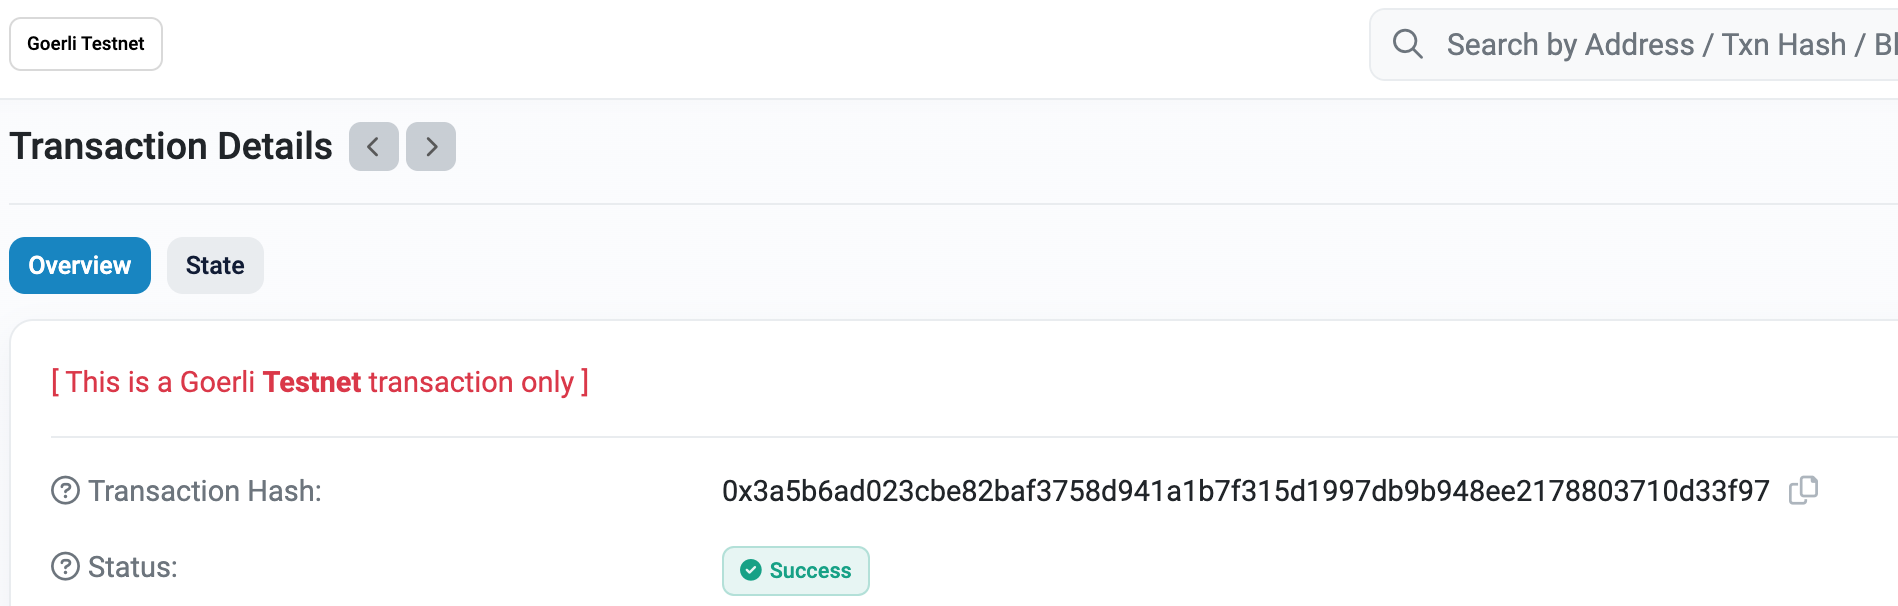 Goerli Testnet
Search by Address / Txn Hash / Bl
Transaction Details
Overview
State
[ This is a Goerli Testnet transaction only ]
Transaction Hash:
0x3a5b6ad023cbe82baf3758d941a1b7f315d1997db9b948ee2178803710d33f97
Status:
Success